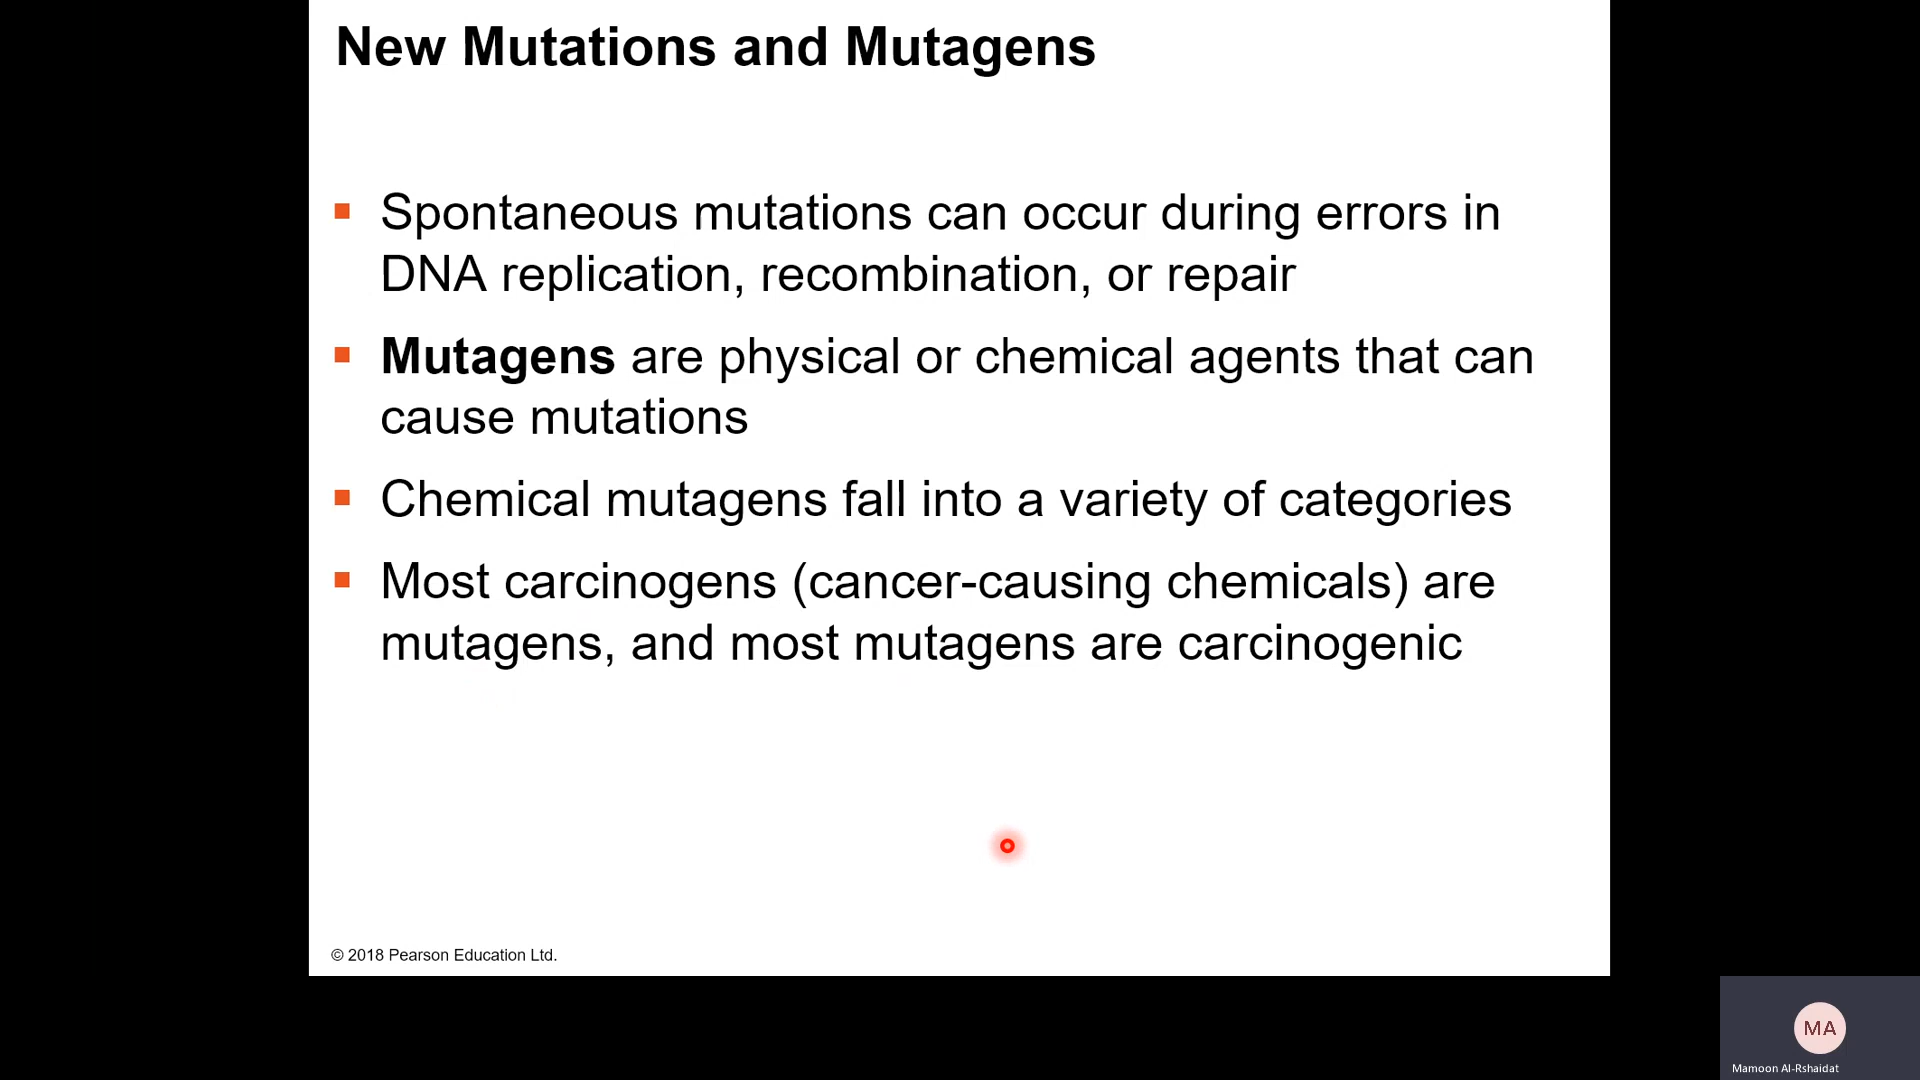 New Mutations and Mutagens
Spontaneous mutations can occur during errors in
DNA replication, recombination, or repair
Mutagens are physical or chemical agents that can
cause mutations
Chemical mutagens fall into a variety of categories
Most carcinogens (cancer-causing chemicals) are
mutagens, and most mutagens are carcinogenic
© 2018 Pearson Education Ltd.
MA
Mamoon Al-Rshaidat